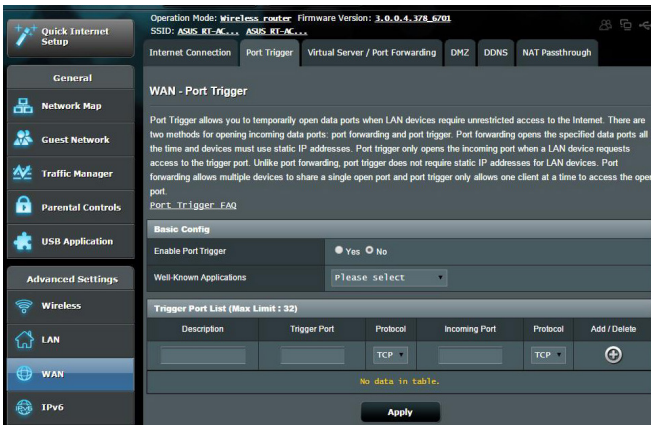 Quick Internet
Setup
Operation Mode: Wireless router Firmware Version: 3.0.0.4.378_6701
SSID: ASUS RT-AC... ASUS RT-AC...
Internet Connection Port Trigger Virtual Server / Port Forwarding DMZ DDNS NAT Passthrough
General
Network Map
Guest Network
Traffic Manager
Parental Controls
USB Application
Advanced Settings
Wireless
LAN
WAN
IPv6
WAN - Port Trigger
Port Trigger allows you to temporarily open data ports when LAN devices require unrestricted access to the Internet. There are
two methods for opening incoming data ports: port forwarding and port trigger. Port forwarding opens the specified data ports all
the time and devices must use static IP addresses. Port trigger only opens the incoming port when a LAN device requests
access to the trigger port. Unlike port forwarding, port trigger does not require static IP addresses for LAN devices. Port
forwarding allows multiple devices to share a single open port and port trigger only allows one client at a time to access the open
port.
Port Trigger FAQ
Basic Config
Enable Port Trigger Yes No
Well-Known Applications Please select
Trigger Port List (Max Limit : 32)
Description Trigger Port Protocol Incoming Port Protocol Add / Delete
TCP TCP
No data in table.
Apply